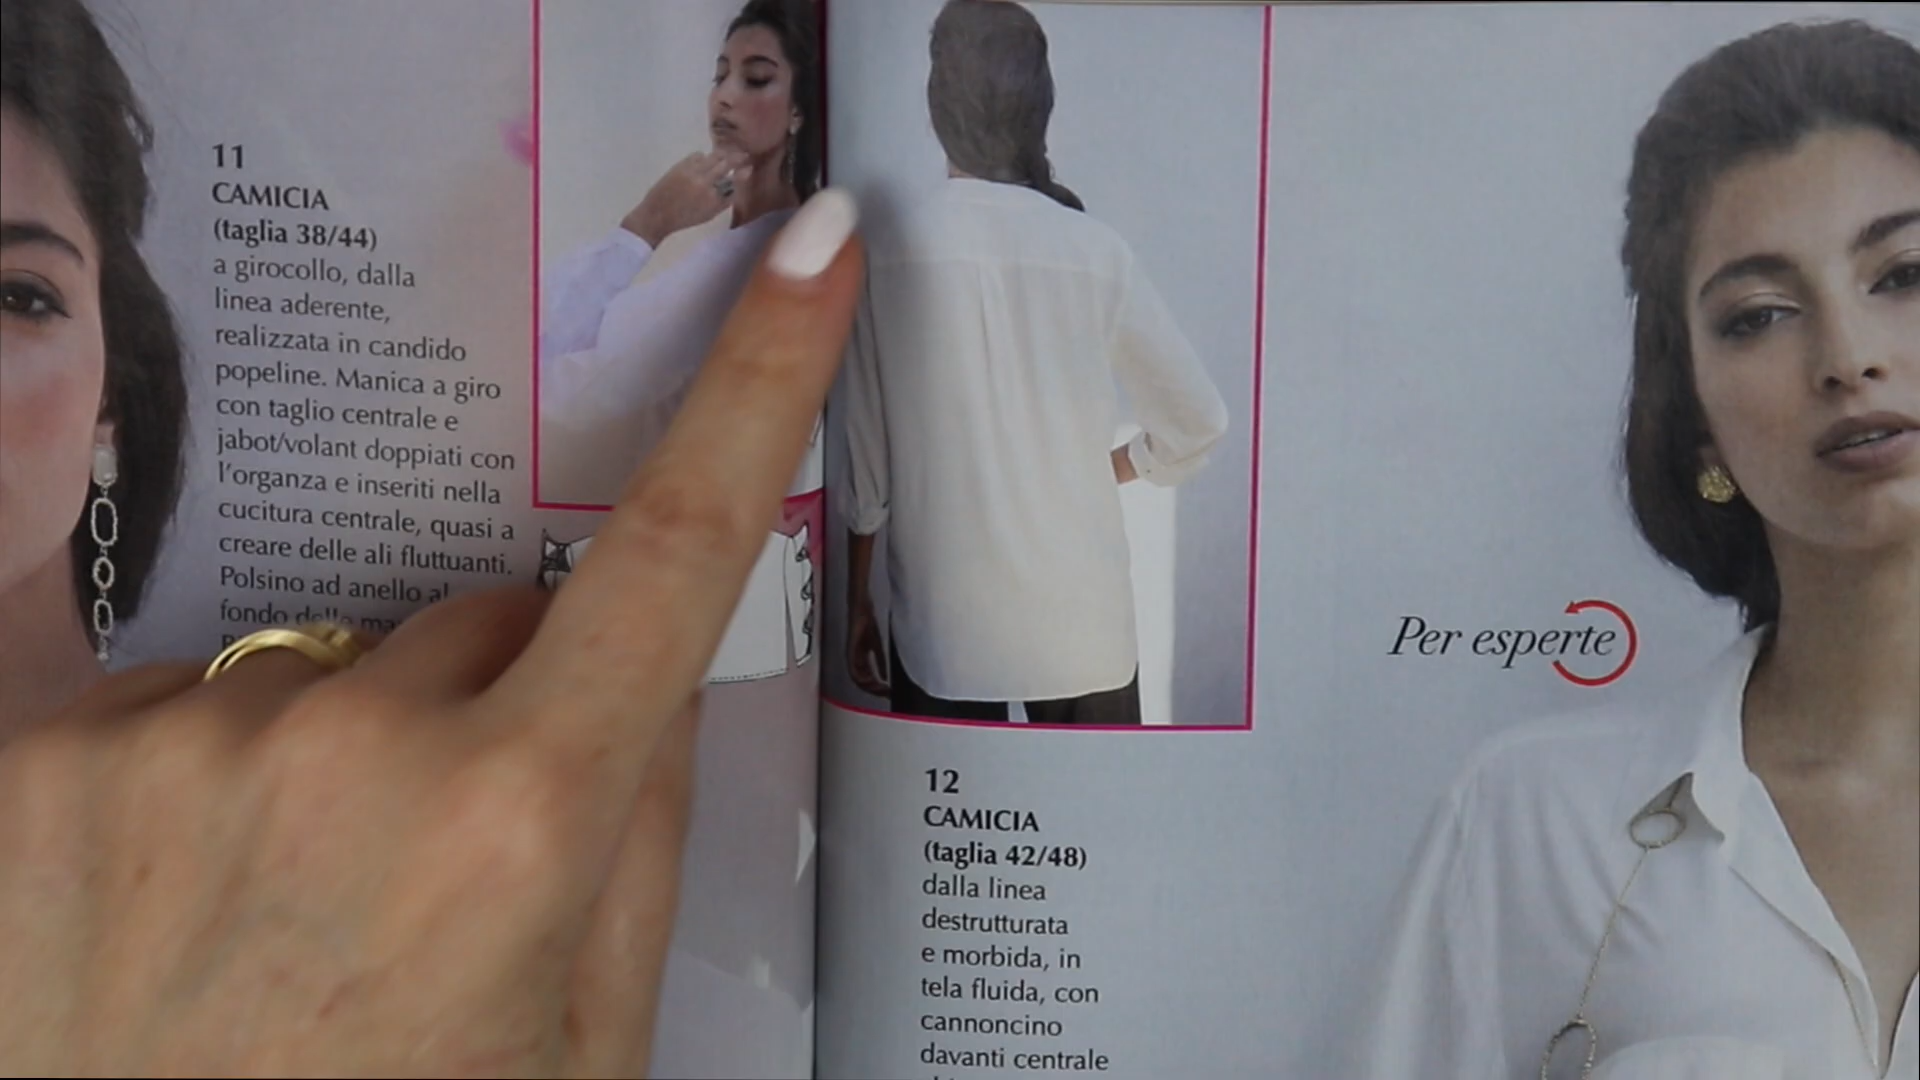 11
CAMICIA
(taglia 38/44)
a girocollo, dalla
linea aderente,
realizzata in candido
popeline. Manica a giro
con taglio centrale e
jabot/volant doppiati con
l'organza e inseriti nella
cucitura centrale, quasi a
creare delle ali fluttuanti.
Polsino ad anello al
fondo delle
Per esperte
12
CAMICIA
(taglia 42/48)
dalla linea
destrutturata
e morbida, in
tela fluida, con
cannoncino
davanti centrale